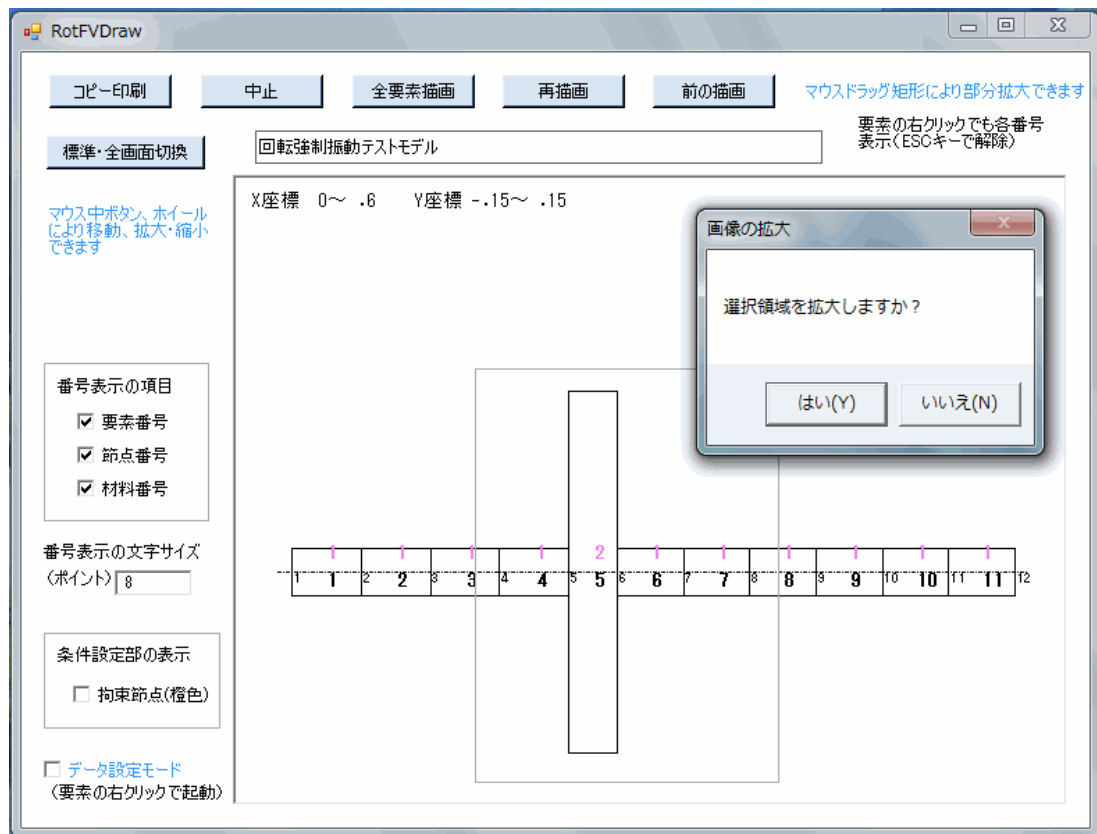 RotFVDraw
コピー印刷
中止
全要素描画
再描画
前の描画
マウスドラッグ矩形により部分拡大できます
標準・全画面切換
回転強制振動テストモデル
要素の右クリックでも各番号
表示(ESCキーで解除)
マウス中ボタン、ホイール
により移動、拡大・縮小
できます
X座標 0～ .6 Y座標 -.15～ .15
画像の拡大
選択領域を拡大しますか？
はい(Y)
いいえ(N)
番号表示の項目
要素番号
節点番号
材料番号
番号表示の文字サイズ
(ポイント) 8
1 1 1 1 2 1 1 1 1 1 1
1 1 2 2 3 3 4 4 5 5 6 6 7 7 8 8 9 9 10 10 11 11 12
条件設定部の表示
拘束節点(橙色)
データ設定モード
(要素の右クリックで起動)